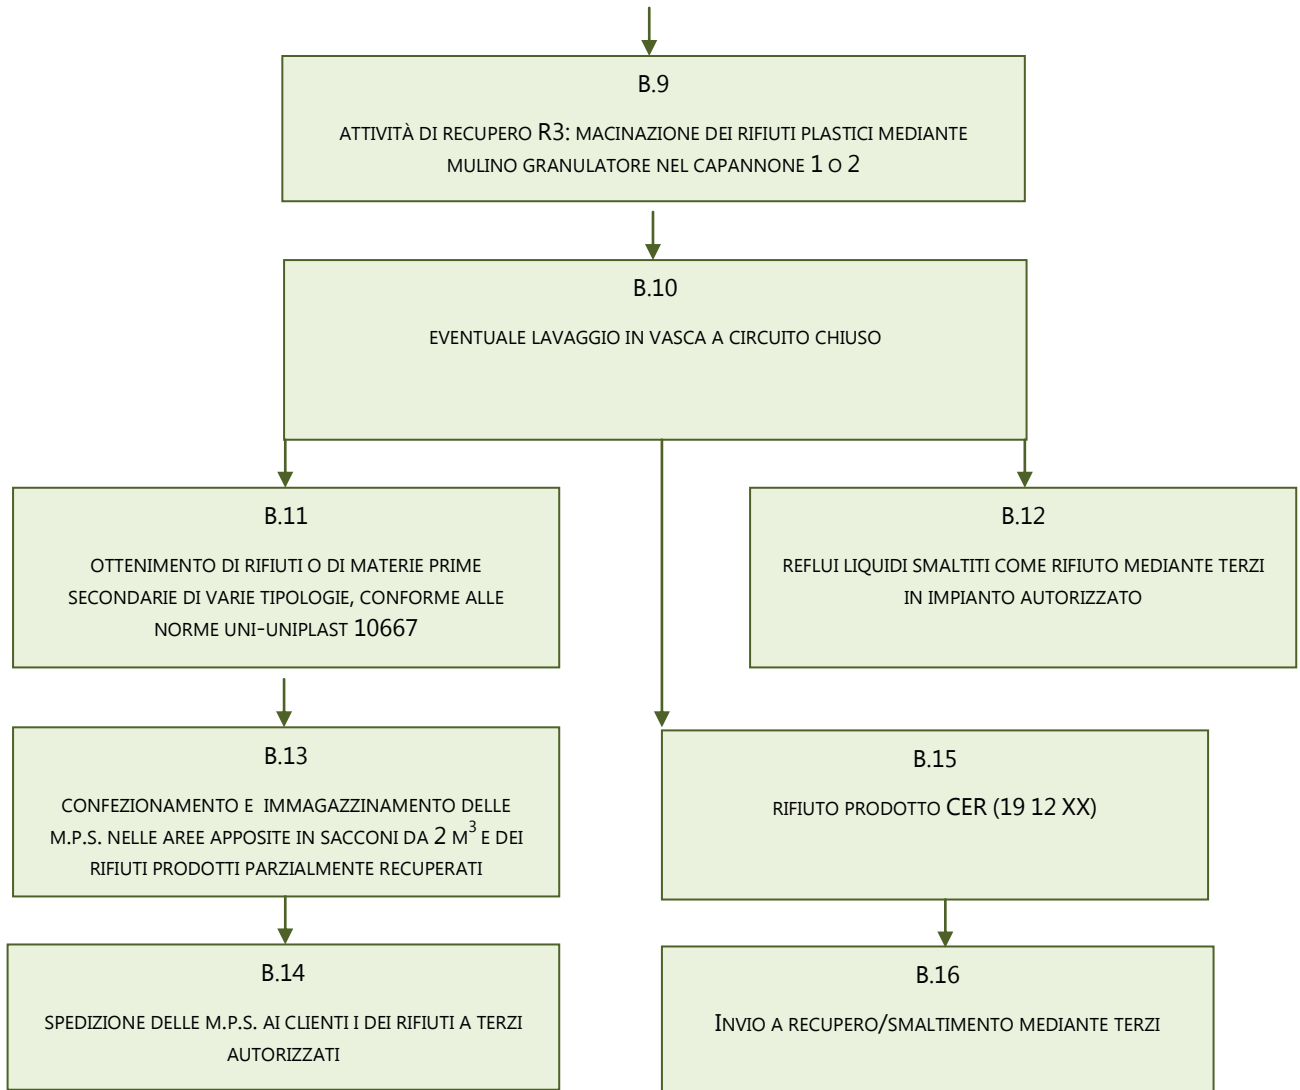 B.9
ATTIVITÀ DI RECUPERO R3: MACINAZIONE DEI RIFIUTI PLASTICI MEDIANTE
MULINO GRANULATORE NEL CAPANNONE 1 O 2
B.10
EVENTUALE LAVAGGIO IN VASCA A CIRCUITO CHIUSO
B.11
OTTENIMENTO DI RIFIUTI O DI MATERIE PRIME
SECONDARIE DI VARIE TIPOLOGIE, CONFORME ALLE
NORME UNI-UNIPLAST 10667
B.12
REFLUI LIQUIDI SMALTITI COME RIFIUTO MEDIANTE TERZI
IN IMPIANTO AUTORIZZATO
B.13
CONFEZIONAMENTO E IMMAGAZZINAMENTO DELLE
M.P.S. NELLE AREE APPOSITE IN SACCONI DA 2 M³ E DEI
RIFIUTI PRODOTTI PARZIALMENTE RECUPERATI
B.15
RIFIUTO PRODOTTO CER (19 12 XX)
B.14
SPEDIZIONE DELLE M.P.S. AI CLIENTI I DEI RIFIUTI A TERZI
AUTORIZZATI
B.16
INVIO A RECUPERO/SMALTIMENTO MEDIANTE TERZI